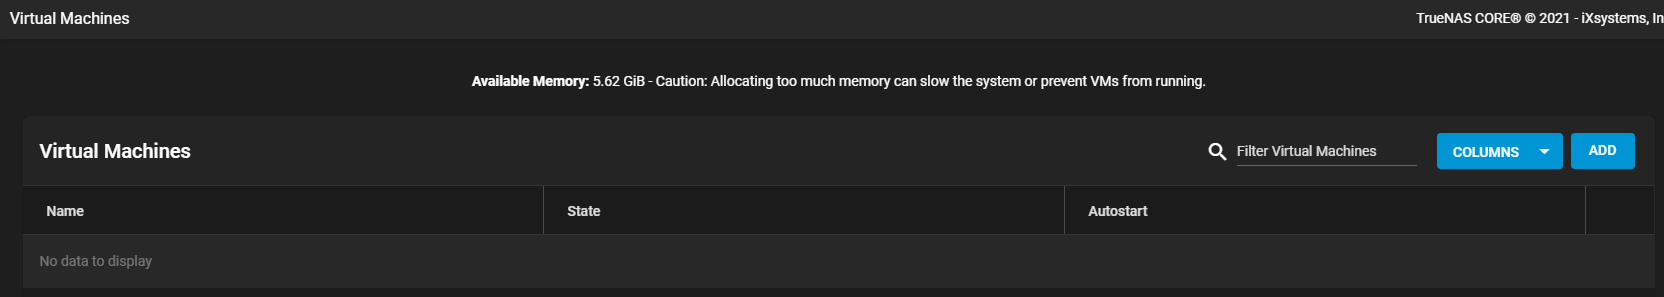 Virtual Machines
TrueNAS CORE® © 2021 - iXsystems, In
Available Memory: 5.62 GiB - Caution: Allocating too much memory can slow the system or prevent VMs from running.
Virtual Machines
Filter Virtual Machines
COLUMNS
ADD
Name
State
Autostart
No data to display